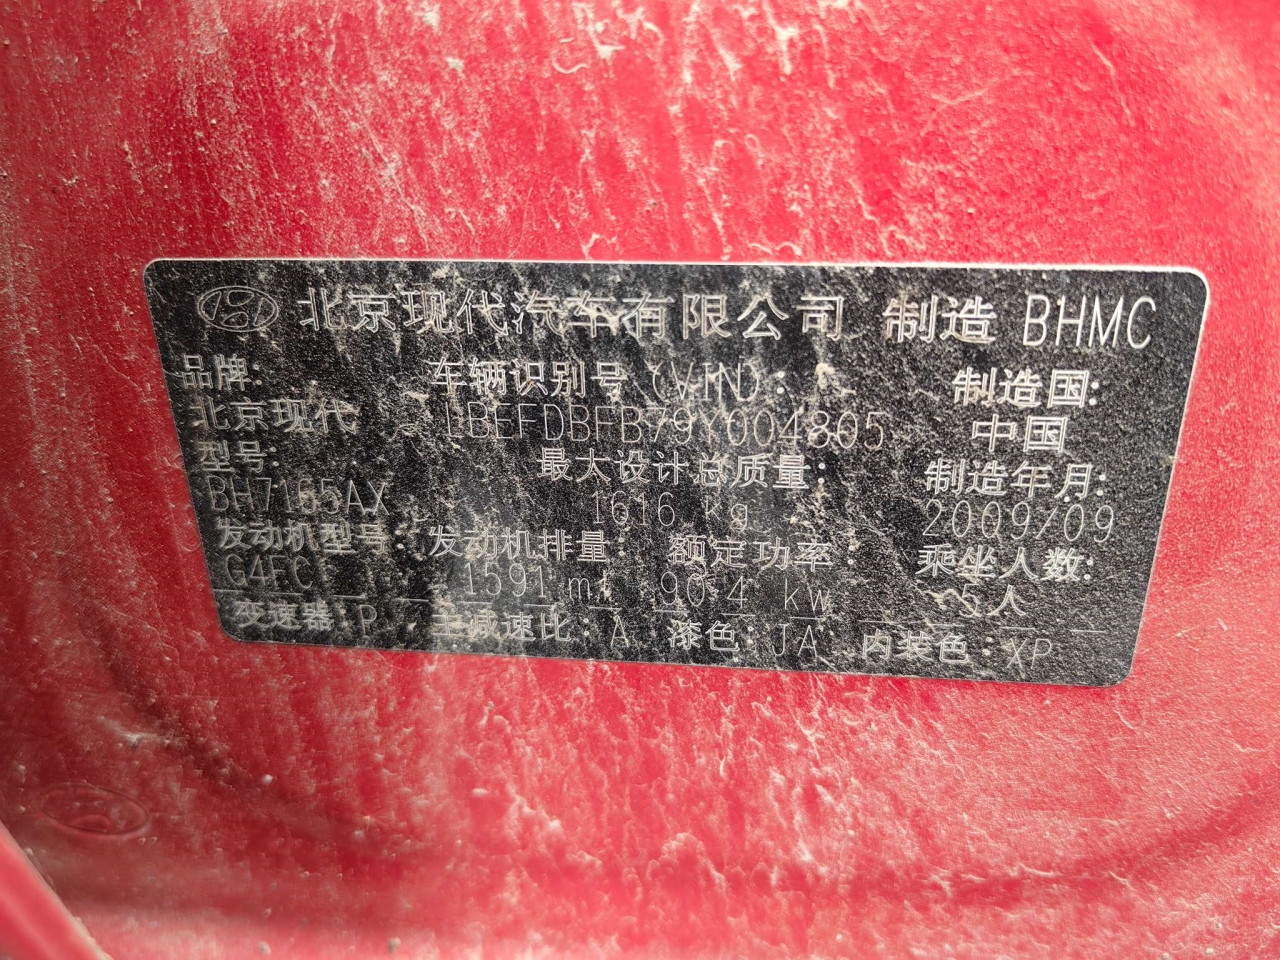 北京现代汽车有限公司 制造 BHMC
品牌: 车辆识别号(VIN): 制造国:
北京现代 LBEFDBFB79Y004805 中国
型号: 最大设计总质量: 制造年月:
BH7165AX 1616 kg 2009/09
发动机型号: 发动机排量: 额定功率: 乘坐人数:
G4FC 1591 ml 90.4 kw 5人
变速器:P 主减速比:A 漆色:JA 内装色:XP